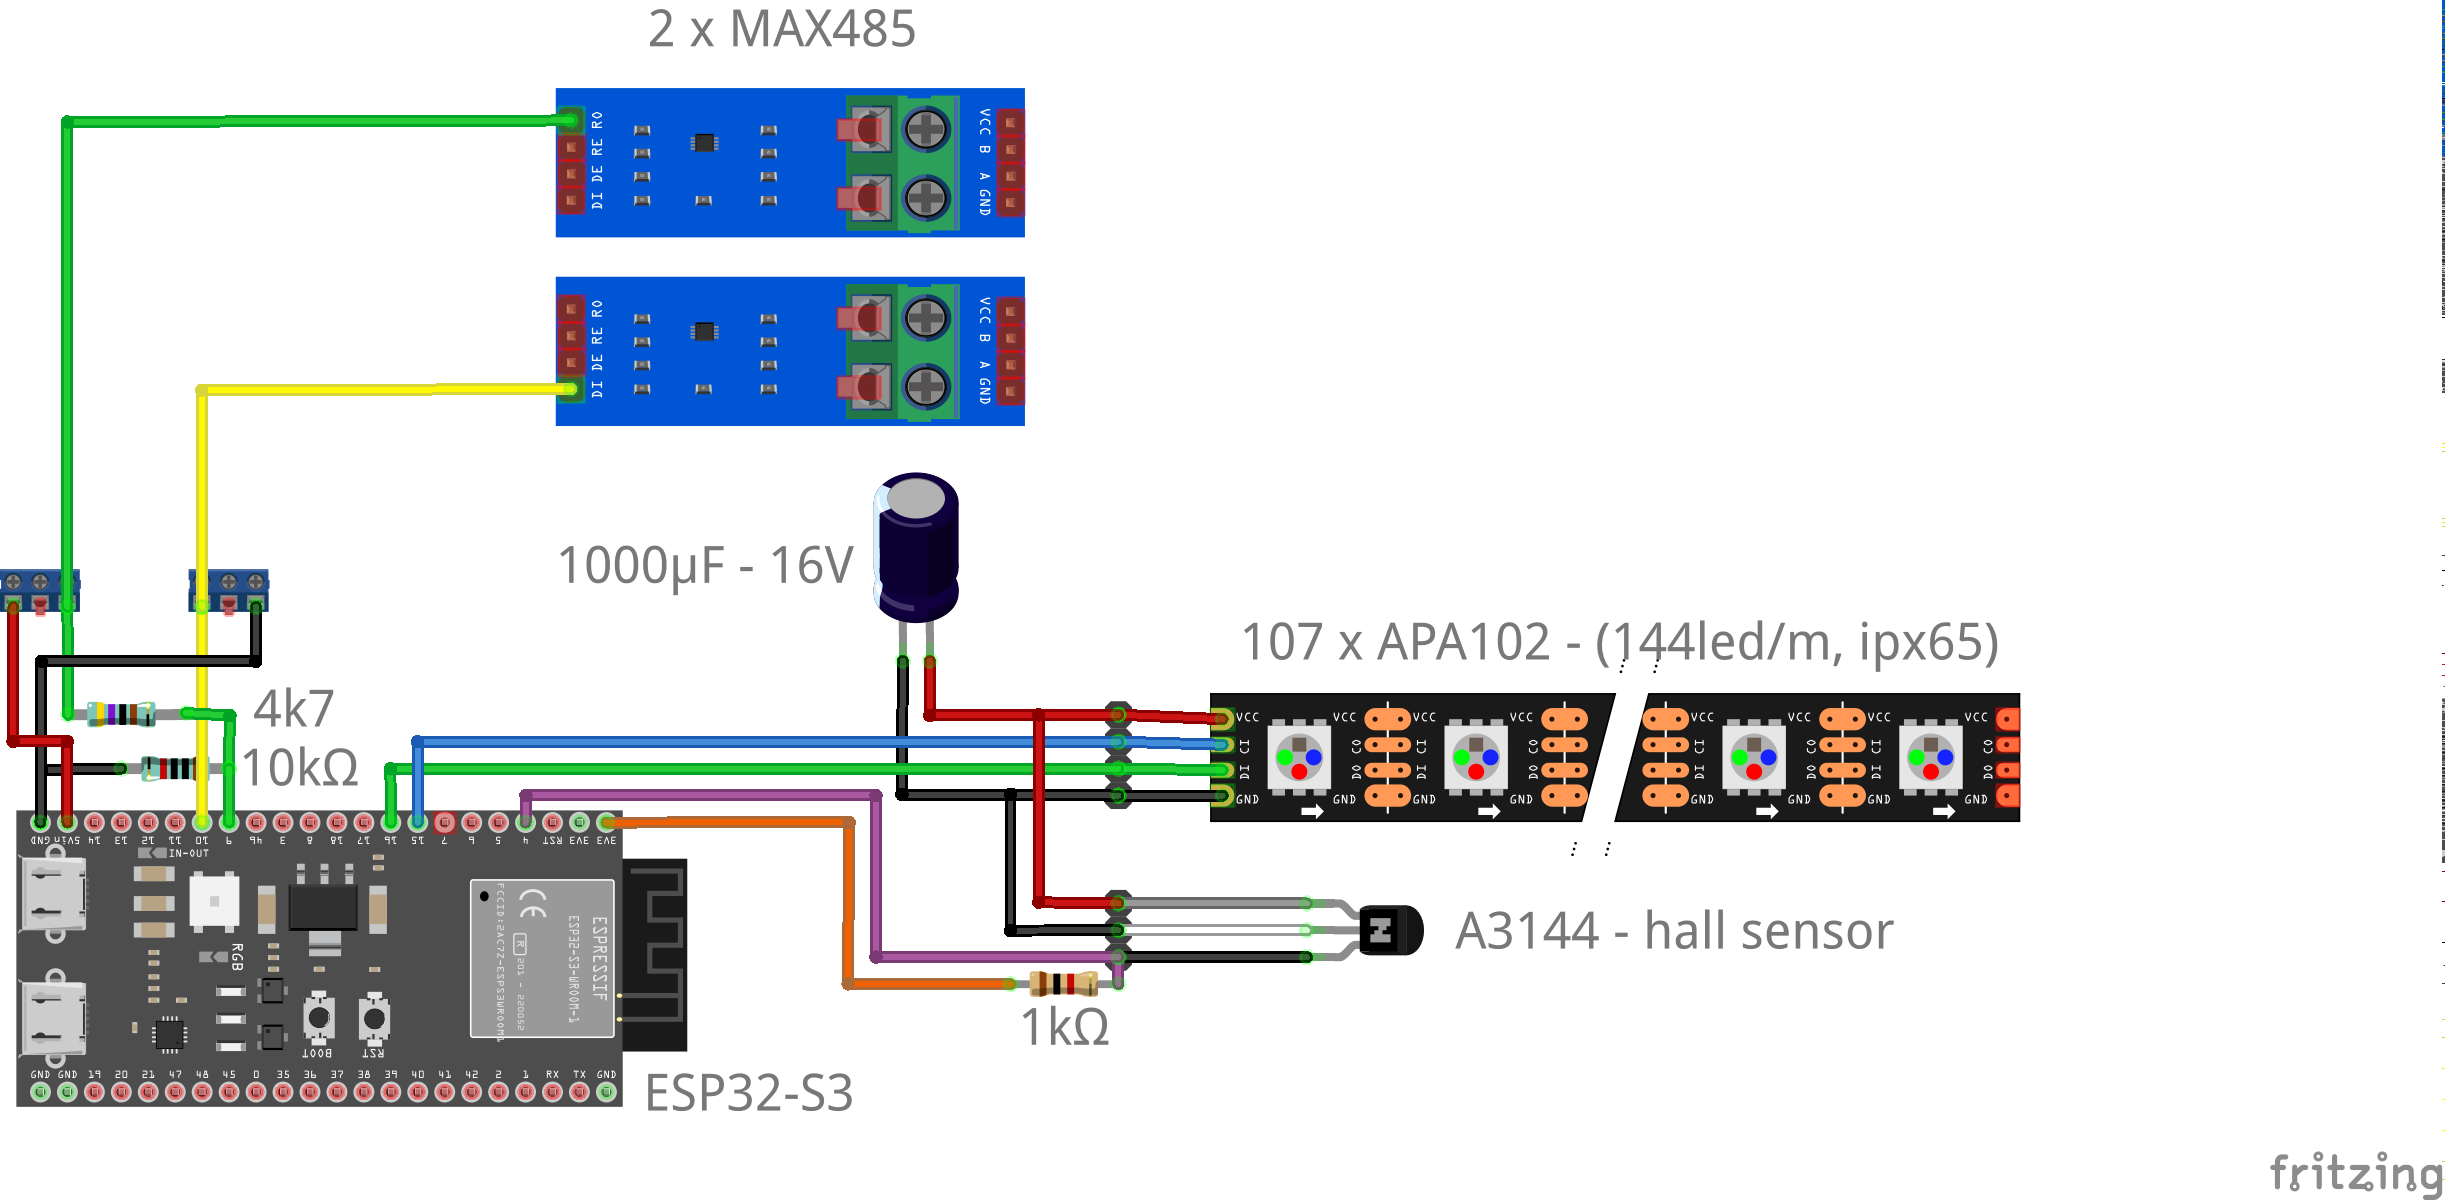 2 x MAX485
DI DE RE RO
VCC B A GND
DI DE RE RO
VCC B A GND
1000µF - 16V
107 x APA102 - (144led/m, ipx65)
4k7
10kΩ
VCC VCC VCC VCC VCC VCC VCC
CI CO CI CO CI CO CI CO
DI DO DI DO DI DO DI DO
GND GND GND GND GND GND GND
GND 5Vin 14 13 12 11 10 9 46 3 8 18 17 16 15 7 6 5 4 RST 3V3 3V3
IN-OUT
RGB
ESPRESSIF
ESP32-S3-WROOM-1
BOOT RST
A3144 - hall sensor
1kΩ
GND GND 19 20 21 47 48 45 0 35 36 37 38 39 40 41 42 2 1 RX TX GND
ESP32-S3
fritzing